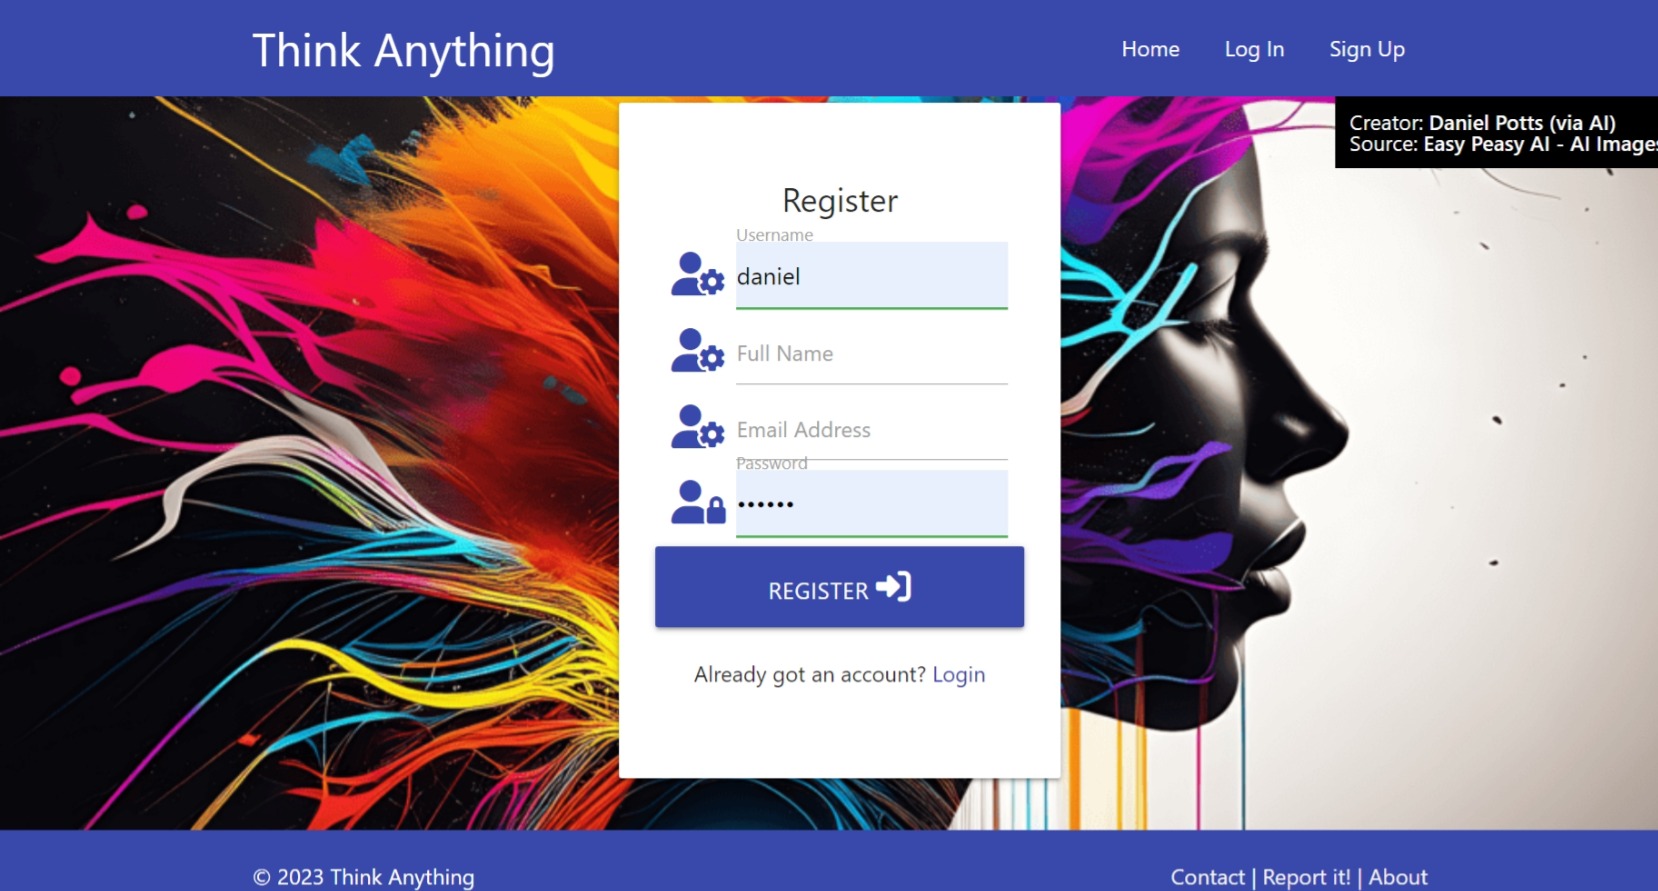 Think Anything
Home Log In Sign Up
Creator: Daniel Potts (via AI)
Source: Easy Peasy AI - AI Images
Register
Username
daniel
Full Name
Email Address
Password
••••••
REGISTER
Already got an account? Login
© 2023 Think Anything
Contact | Report it! | About